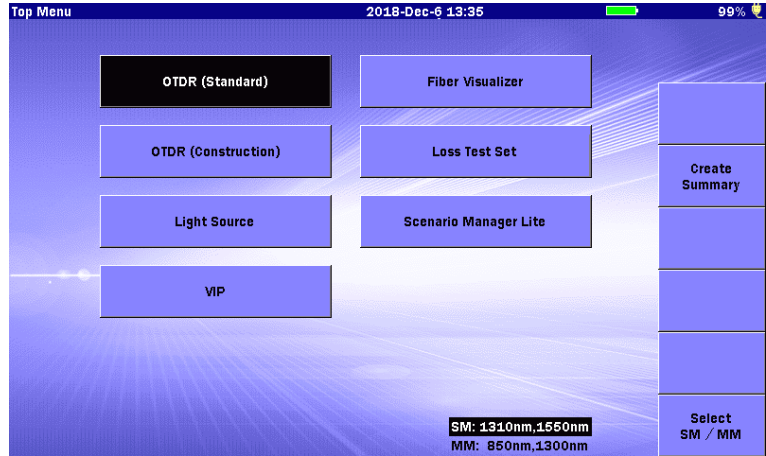 Top Menu 2018-Dec-6 13:35 99%
OTDR (Standard)
Fiber Visualizer
OTDR (Construction)
Loss Test Set
Light Source
Scenario Manager Lite
VIP
Create
Summary
SM: 1310nm,1550nm
MM: 850nm,1300nm
Select
SM / MM